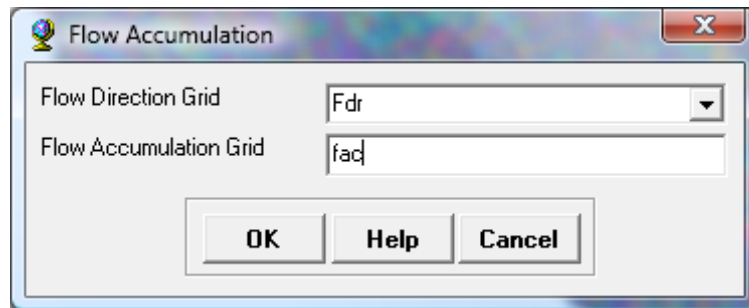 Flow Accumulation
Flow Direction Grid Fdr
Flow Accumulation Grid fac
OK Help Cancel